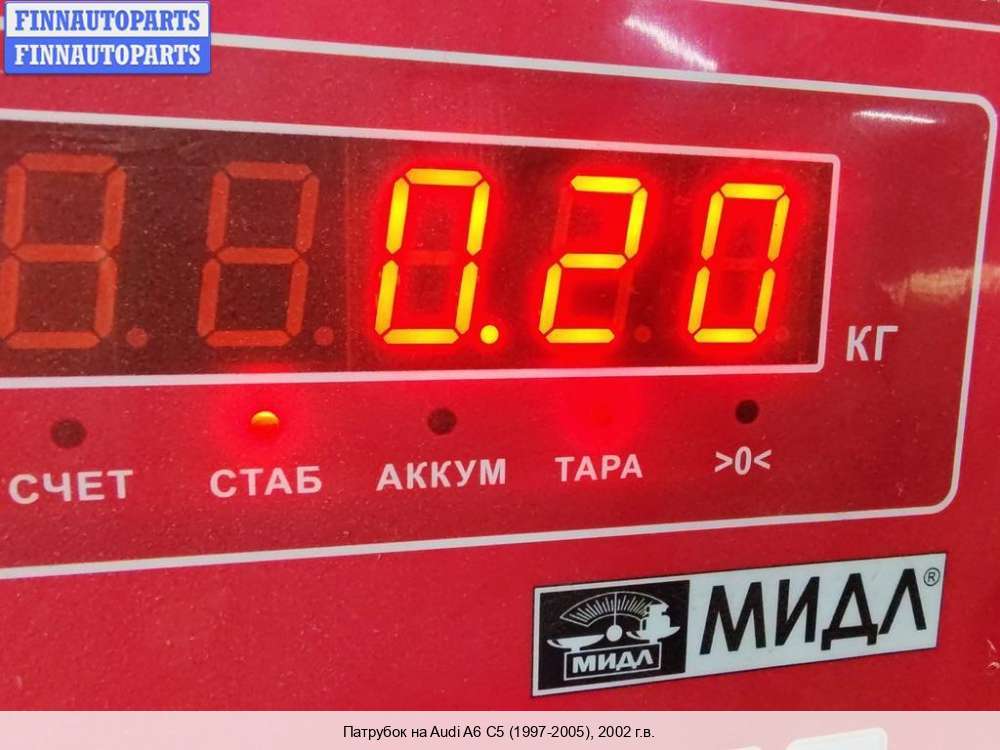 FINNAUTOPARTS
FINNAUTOPARTS
0.20
КГ
СЧЕТ СТАБ АККУМ ТАРА >0<
МИДЛ МИДЛ®
Патрубок на Audi A6 C5 (1997-2005), 2002 г.в.